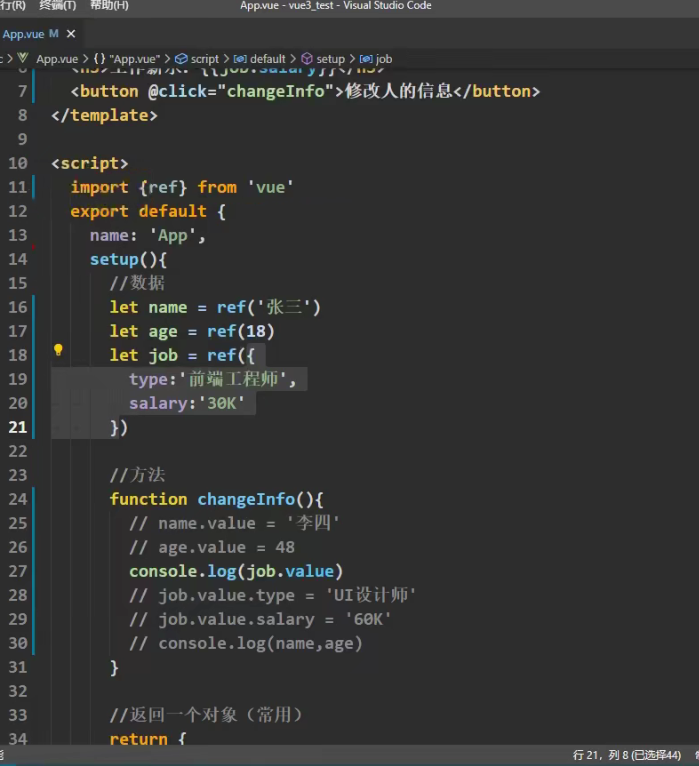 行(R) 终端(T) 帮助(H) App.vue - vue3_test - Visual Studio Code
App.vue M ×
App.vue > {} "App.vue" > script > default > setup > job
6 <h3>工作薪水：{{job.salary}}</h3>
7 <button @click="changeInfo">修改人的信息</button>
8 </template>
9
10 <script>
11 import {ref} from 'vue'
12 export default {
13 name: 'App',
14 setup(){
15 //数据
16 let name = ref('张三')
17 let age = ref(18)
18 let job = ref({
19 type:'前端工程师',
20 salary:'30K'
21 })
22
23 //方法
24 function changeInfo(){
25 // name.value = '李四'
26 // age.value = 48
27 console.log(job.value)
28 // job.value.type = 'UI设计师'
29 // job.value.salary = '60K'
30 // console.log(name,age)
31 }
32
33 //返回一个对象（常用）
34 return {
行 21，列 8 (已选择44)